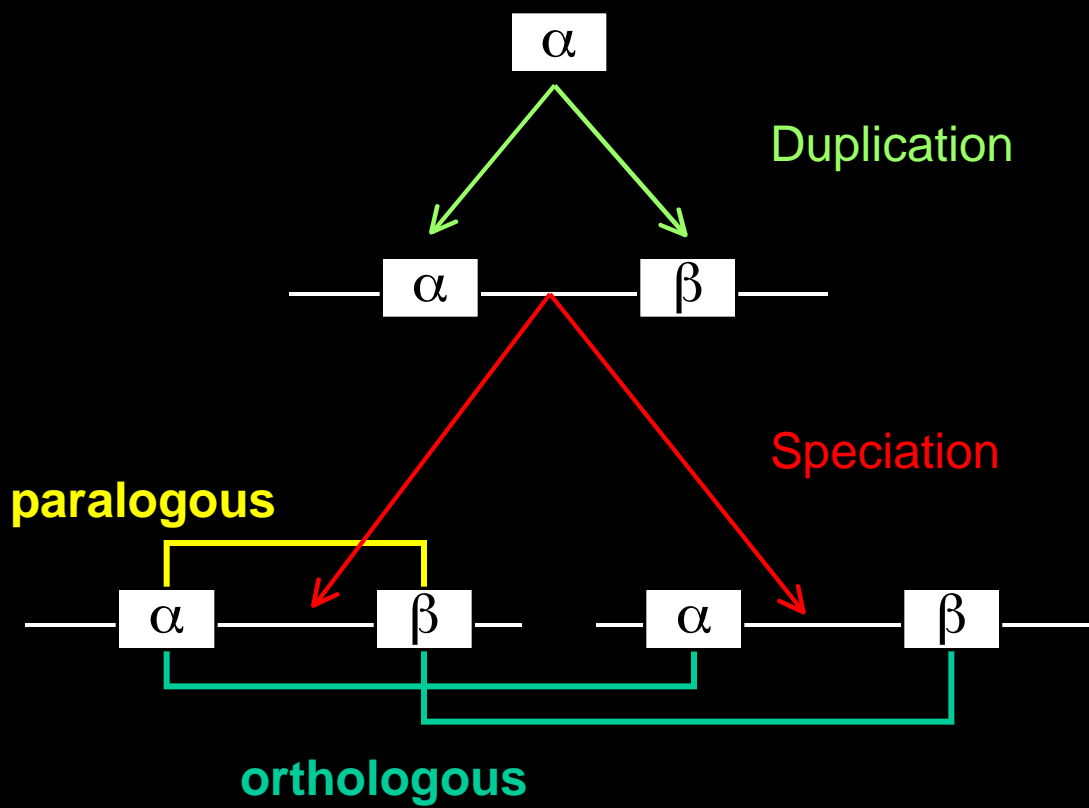 α
Duplication
α β
Speciation
paralogous
α β α β
orthologous